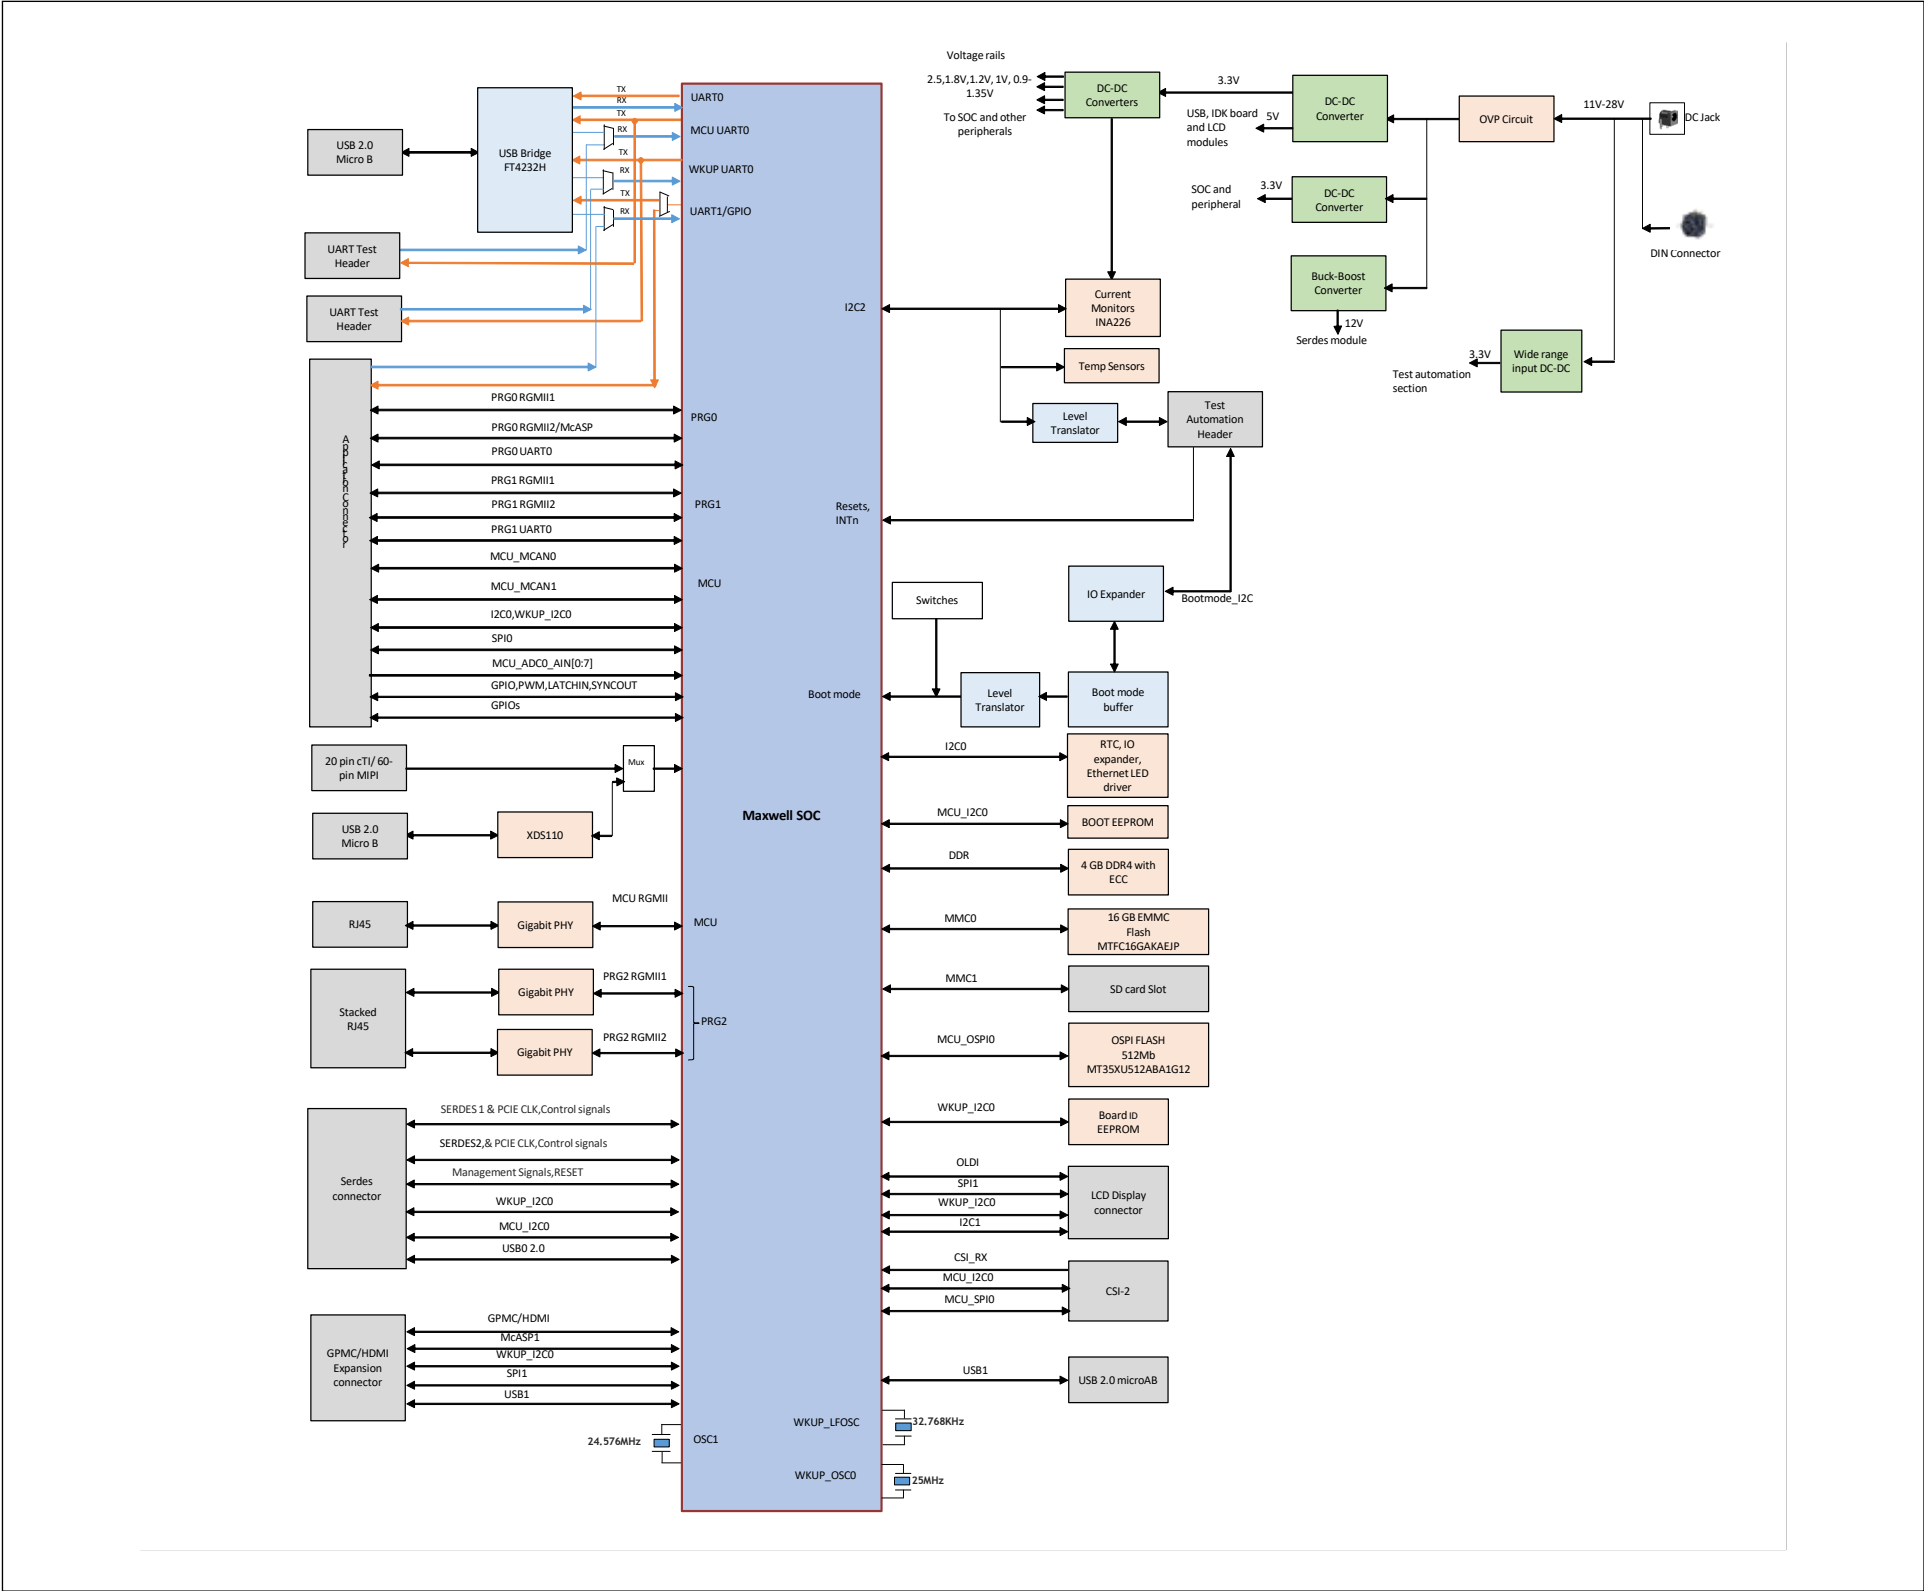 Voltage rails
2.5,1.8V,1.2V, 1V, 0.9-
1.35V
To SOC and other
peripherals
DC-DC
Converters
3.3V
USB, IDK board
and LCD
modules
5V
DC-DC
Converter
OVP Circuit
11V-28V
DC Jack
SOC and
peripheral
3.3V
DC-DC
Converter
DIN Connector
Buck-Boost
Converter
12V
Serdes module
Wide range
input DC-DC
3.3V
Test automation
section
USB 2.0
Micro B
USB Bridge
FT4232H
TX
RX
TX
RX
TX
RX
TX
RX
UART0
MCU UART0
WKUP UART0
UART1/GPIO
UART Test
Header
UART Test
Header
Application Connector
PRG0 RGMII1
PRG0 RGMII2/McASP
PRG0 UART0
PRG1 RGMII1
PRG1 RGMII2
PRG1 UART0
MCU_MCAN0
MCU_MCAN1
I2C0,WKUP_I2C0
SPI0
MCU_ADC0_AIN[0:7]
GPIO,PWM,LATCHIN,SYNCOUT
GPIOs
PRG0
PRG1
MCU
I2C2
Current
Monitors
INA226
Temp Sensors
Level
Translator
Test
Automation
Header
Resets,
INTn
Switches
IO Expander
Bootmode_I2C
Boot mode
Level
Translator
Boot mode
buffer
20 pin cTI/ 60-
pin MIPI
Mux
USB 2.0
Micro B
XDS110
Maxwell SOC
I2C0
RTC, IO
expander,
Ethernet LED
driver
MCU_I2C0
BOOT EEPROM
DDR
4 GB DDR4 with
ECC
RJ45
Gigabit PHY
MCU RGMII
MCU
MMC0
16 GB EMMC
Flash
MTFC16GAKAEJP
Stacked
RJ45
Gigabit PHY
PRG2 RGMII1
Gigabit PHY
PRG2 RGMII2
PRG2
MMC1
SD card Slot
MCU_OSPI0
OSPI FLASH
512Mb
MT35XU512ABA1G12
WKUP_I2C0
Board ID
EEPROM
Serdes
connector
SERDES 1 & PCIE CLK,Control signals
SERDES2,& PCIE CLK,Control signals
Management Signals,RESET
WKUP_I2C0
MCU_I2C0
USB0 2.0
OLDI
SPI1
WKUP_I2C0
I2C1
LCD Display
connector
CSI_RX
MCU_I2C0
MCU_SPI0
CSI-2
GPMC/HDMI
Expansion
connector
GPMC/HDMI
McASP1
WKUP_I2C0
SPI1
USB1
USB1
USB 2.0 microAB
24.576MHz
OSC1
WKUP_LFOSC
32.768KHz
WKUP_OSC0
25MHz